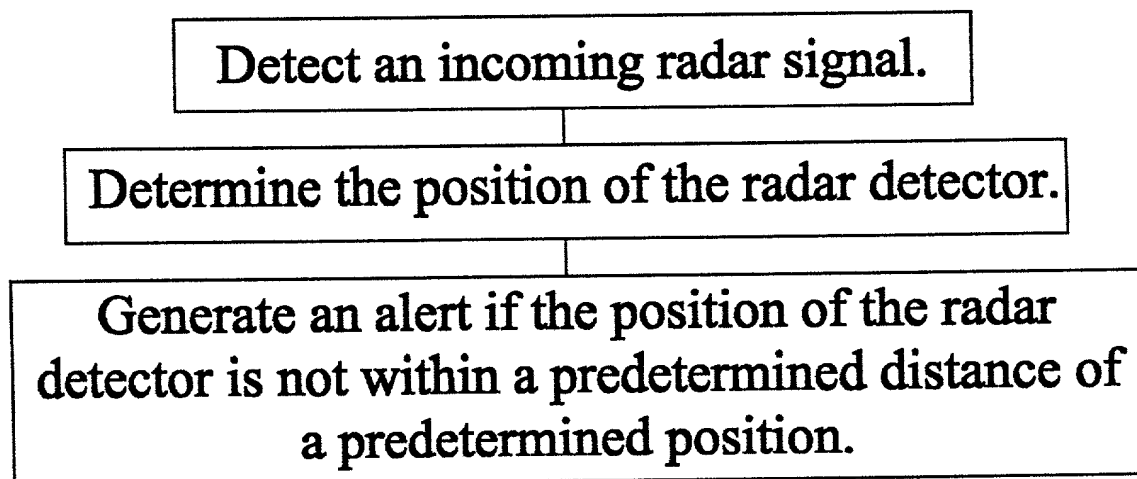 Detect an incoming radar signal.
Determine the position of the radar detector.
Generate an alert if the position of the radar
detector is not within a predetermined distance of
a predetermined position.